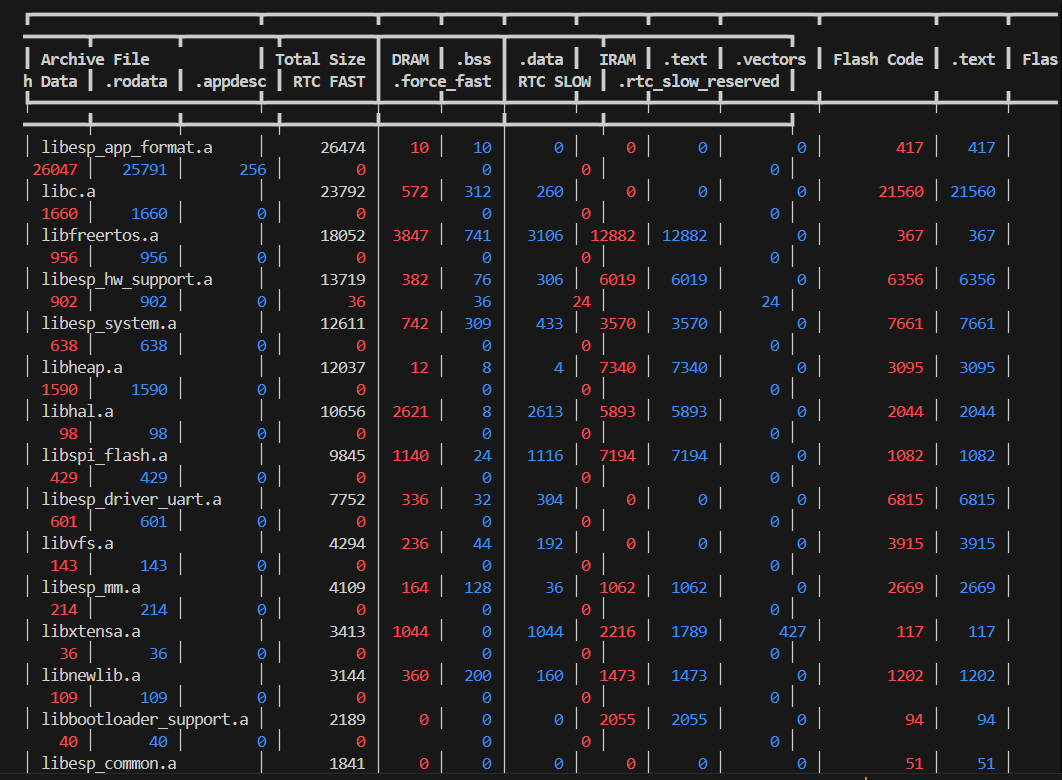 Archive File | Total Size | DRAM | .bss | .data | IRAM | .text | .vectors | Flash Code | .text | Flas
h Data | .rodata | .appdesc | RTC FAST | .force_fast | RTC SLOW | .rtc_slow_reserved |
| libesp_app_format.a | 26474 | 10 | 10 | 0 | 0 | 0 | 0 | 417 | 417 |
26047 | 25791 | 256 | 0 | 0 | 0 | 0 |
| libc.a | 23792 | 572 | 312 | 260 | 0 | 0 | 0 | 21560 | 21560 |
1660 | 1660 | 0 | 0 | 0 | 0 | 0 |
| libfreertos.a | 18052 | 3847 | 741 | 3106 | 12882 | 12882 | 0 | 367 | 367 |
956 | 956 | 0 | 0 | 0 | 0 | 0 |
| libesp_hw_support.a | 13719 | 382 | 76 | 306 | 6019 | 6019 | 0 | 6356 | 6356 |
902 | 902 | 0 | 36 | 36 | 24 | 24 |
| libesp_system.a | 12611 | 742 | 309 | 433 | 3570 | 3570 | 0 | 7661 | 7661 |
638 | 638 | 0 | 0 | 0 | 0 | 0 |
| libheap.a | 12037 | 12 | 8 | 4 | 7340 | 7340 | 0 | 3095 | 3095 |
1590 | 1590 | 0 | 0 | 0 | 0 | 0 |
| libhal.a | 10656 | 2621 | 8 | 2613 | 5893 | 5893 | 0 | 2044 | 2044 |
98 | 98 | 0 | 0 | 0 | 0 | 0 |
| libspi_flash.a | 9845 | 1140 | 24 | 1116 | 7194 | 7194 | 0 | 1082 | 1082 |
429 | 429 | 0 | 0 | 0 | 0 | 0 |
| libesp_driver_uart.a | 7752 | 336 | 32 | 304 | 0 | 0 | 0 | 6815 | 6815 |
601 | 601 | 0 | 0 | 0 | 0 | 0 |
| libvfs.a | 4294 | 236 | 44 | 192 | 0 | 0 | 0 | 3915 | 3915 |
143 | 143 | 0 | 0 | 0 | 0 | 0 |
| libesp_mm.a | 4109 | 164 | 128 | 36 | 1062 | 1062 | 0 | 2669 | 2669 |
214 | 214 | 0 | 0 | 0 | 0 | 0 |
| libxtensa.a | 3413 | 1044 | 0 | 1044 | 2216 | 1789 | 427 | 117 | 117 |
36 | 36 | 0 | 0 | 0 | 0 | 0 |
| libnewlib.a | 3144 | 360 | 200 | 160 | 1473 | 1473 | 0 | 1202 | 1202 |
109 | 109 | 0 | 0 | 0 | 0 | 0 |
| libbootloader_support.a | 2189 | 0 | 0 | 0 | 2055 | 2055 | 0 | 94 | 94 |
40 | 40 | 0 | 0 | 0 | 0 | 0 |
| libesp_common.a | 1841 | 0 | 0 | 0 | 0 | 0 | 0 | 51 | 51 |